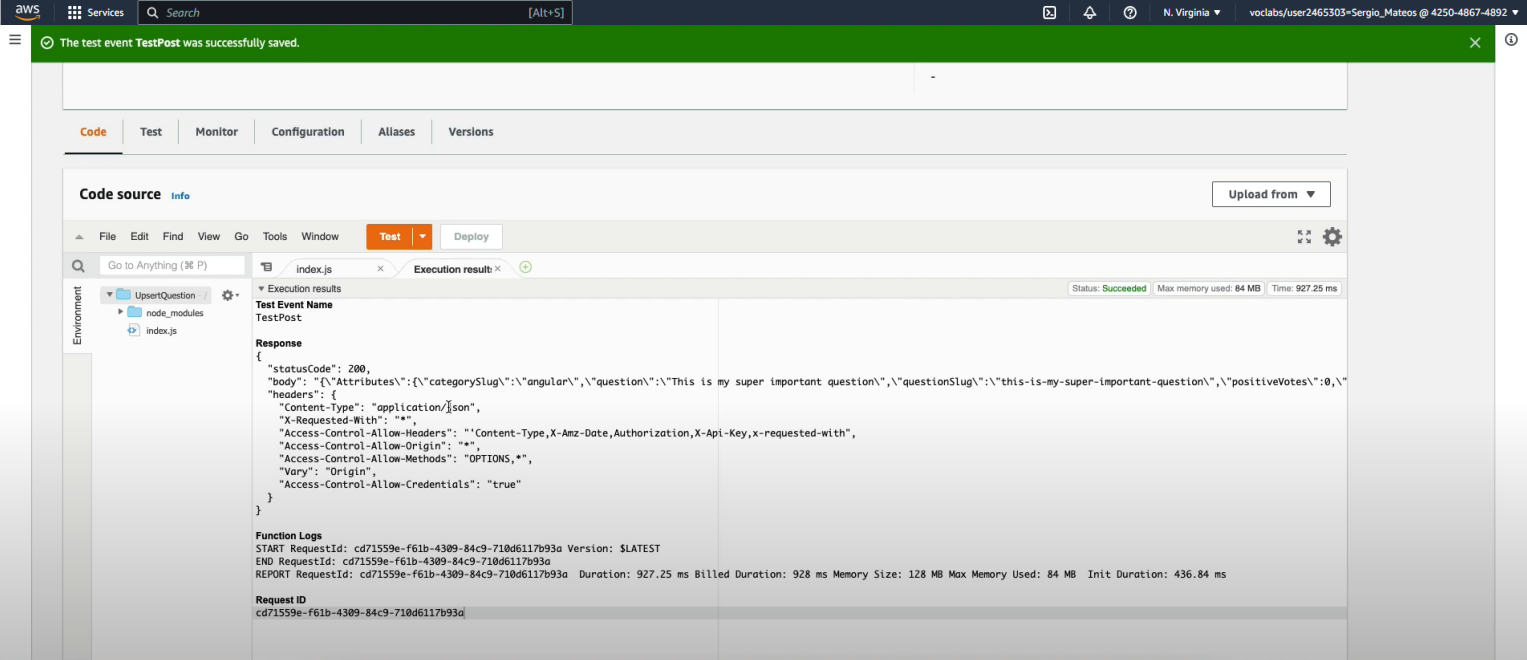 aws Services Search [Alt+S] N. Virginia voclabs/user2465303=Sergio_Mateos @ 4250-4867-4892
The test event TestPost was successfully saved.
-
Code Test Monitor Configuration Aliases Versions
Code source Info Upload from
File Edit Find View Go Tools Window Test Deploy
Go to Anything (⌘ P) index.js Execution result
Environment
UpsertQuestion /
node_modules
index.js
Execution results Status: Succeeded Max memory used: 84 MB Time: 927.25 ms
Test Event Name
TestPost
Response
{
"statusCode": 200,
"body": "{\"Attributes\":{\"categorySlug\":\"angular\",\"question\":\"This is my super important question\",\"questionSlug\":\"this-is-my-super-important-question\",\"positiveVotes\":0,\"
"headers": {
"Content-Type": "application/json",
"X-Requested-With": "*",
"Access-Control-Allow-Headers": "'Content-Type,X-Amz-Date,Authorization,X-Api-Key,x-requested-with",
"Access-Control-Allow-Origin": "*",
"Access-Control-Allow-Methods": "OPTIONS,*",
"Vary": "Origin",
"Access-Control-Allow-Credentials": "true"
}
}
Function Logs
START RequestId: cd71559e-f61b-4309-84c9-710d6117b93a Version: $LATEST
END RequestId: cd71559e-f61b-4309-84c9-710d6117b93a
REPORT RequestId: cd71559e-f61b-4309-84c9-710d6117b93a Duration: 927.25 ms Billed Duration: 928 ms Memory Size: 128 MB Max Memory Used: 84 MB Init Duration: 436.84 ms
Request ID
cd71559e-f61b-4309-84c9-710d6117b93a